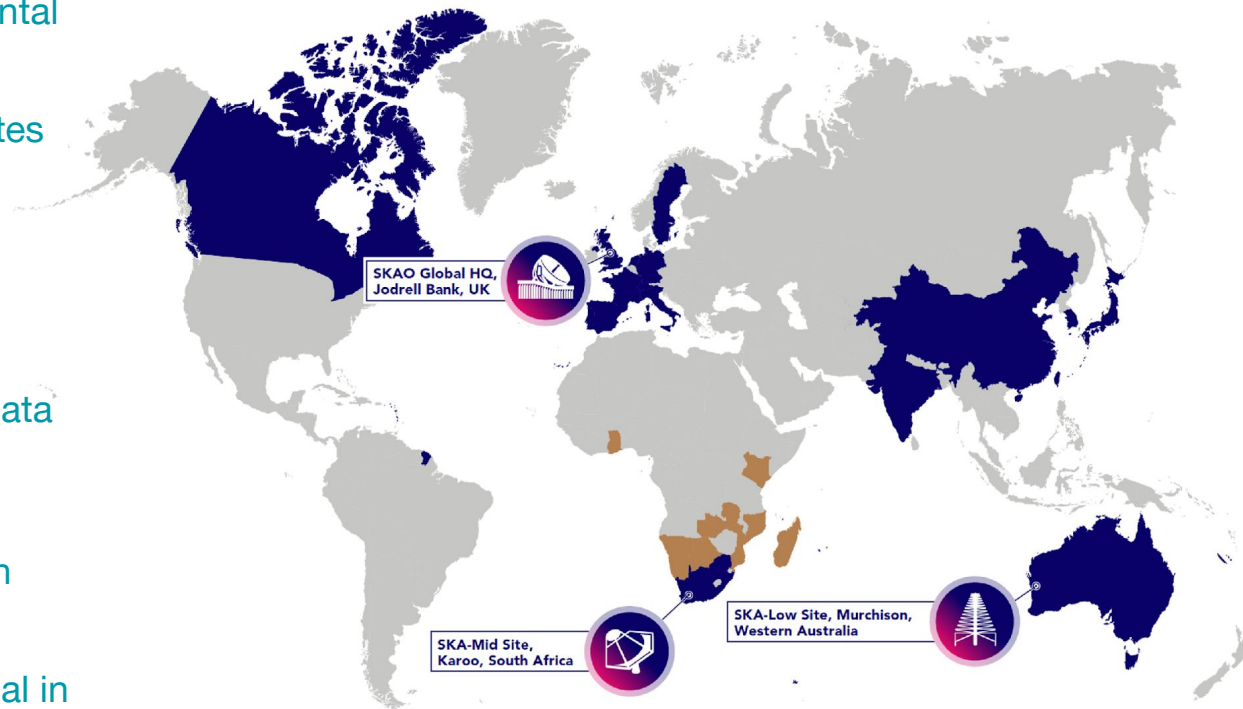 ntal
tes
SKAO Global HQ,
Jodrell Bank, UK
ata
n
SKA-Low Site, Murchison,
Western Australia
SKA-Mid Site,
Karoo, South Africa
al in